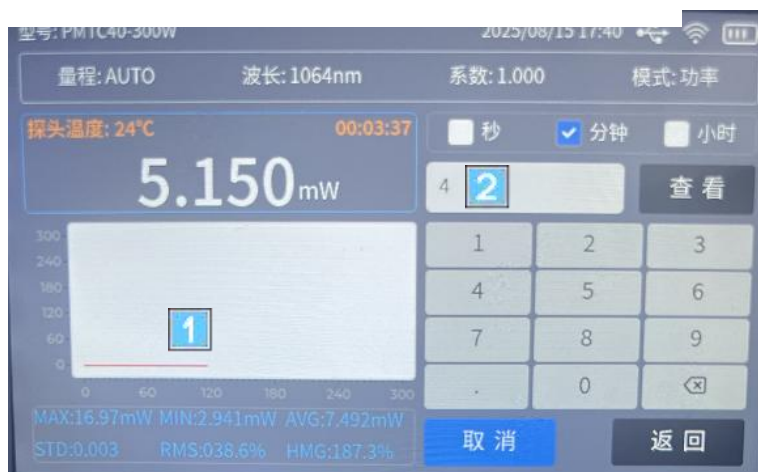 型号: PMTC40-300W 2025/08/15 17:40
量程: AUTO 波长: 1064nm 系数: 1.000 模式: 功率
探头温度: 24℃ 00:03:37
秒 分钟 小时
5.150mW
4 2 查看
300
240
180
120
60
0
1
0 60 120 180 240 300
1 2 3
4 5 6
7 8 9
. 0
MAX:16.97mW MIN:2.941mW AVG:7.492mW
STD:0.003 RMS:038.6% HMG:187.3%
取消 返回